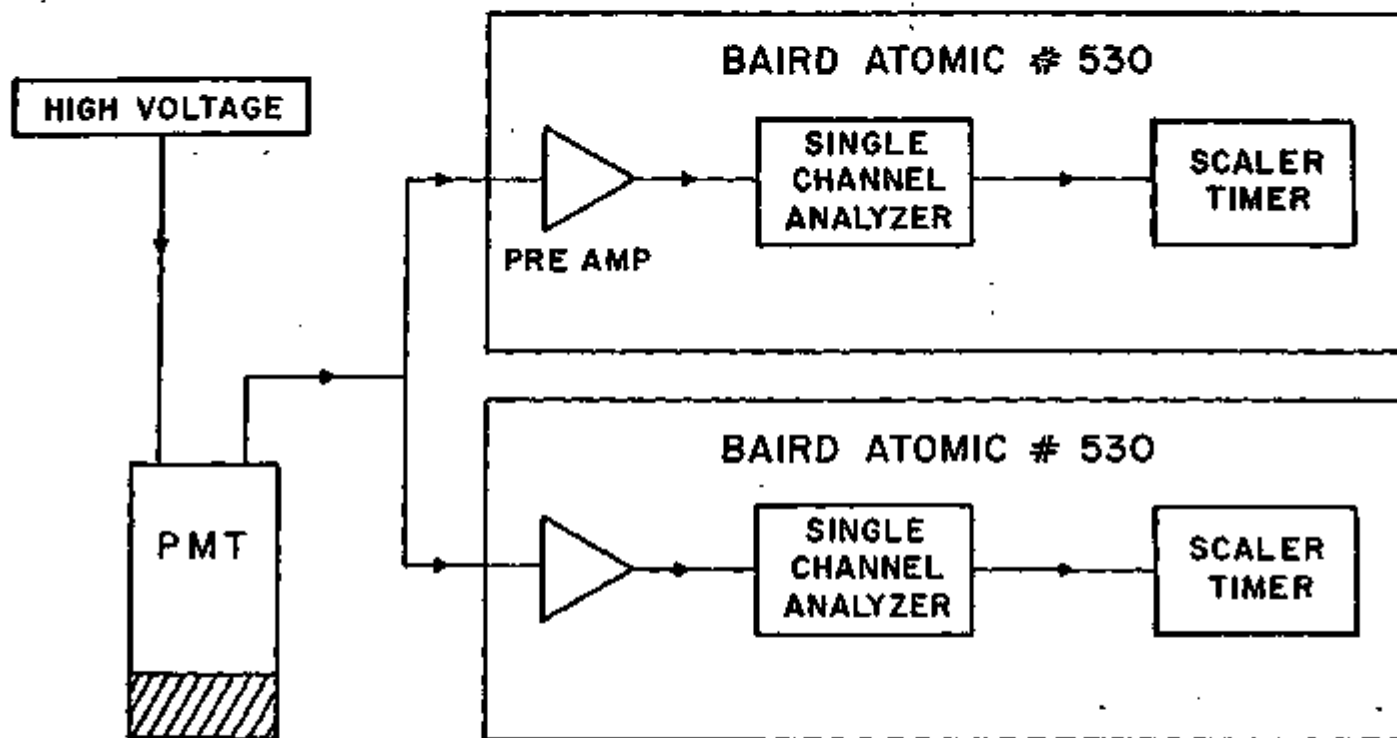 HIGH VOLTAGE
BAIRD ATOMIC # 530
PRE AMP
SINGLE
CHANNEL
ANALYZER
SCALER
TIMER
PMT
BAIRD ATOMIC # 530
SINGLE
CHANNEL
ANALYZER
SCALER
TIMER